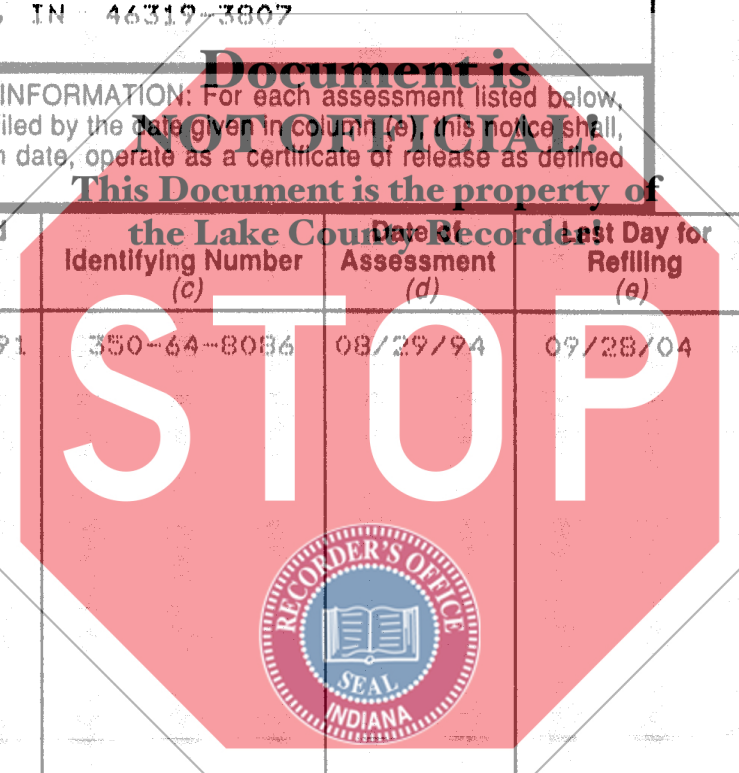 IN 46319-3807
Document is
INFORMATION: For each assessment listed below,
NOT OFFICIAL!
iled by the date given in column (e), this notice shall,
n date, operate as a certificate of release as defined
This Document is the property of
the Lake County Recorder!
Identifying Number
(c)
Date of
Assessment
(d)
Last Day for
Refiling
(e)
91 350-64-8086 08/29/94 09/28/04
STOP
RECORDER'S OFFICE
SEAL
INDIANA